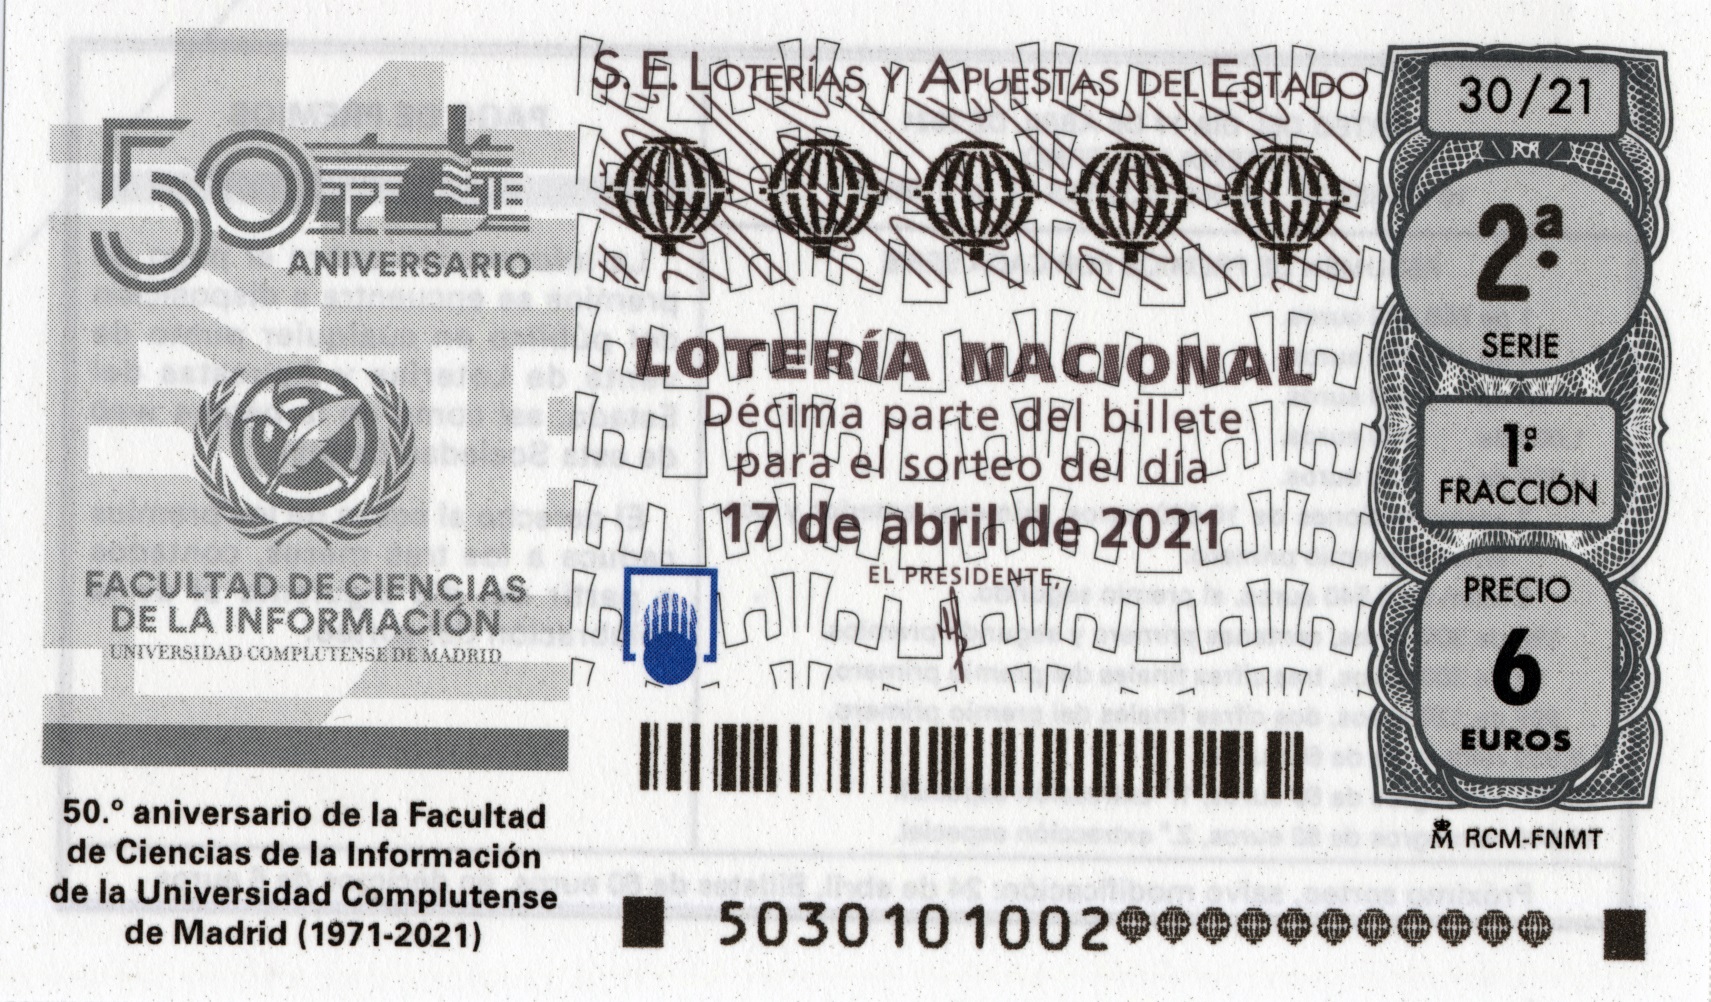 50 ANIVERSARIO
FACULTAD DE CIENCIAS
DE LA INFORMACIÓN
UNIVERSIDAD COMPLUTENSE DE MADRID
50.º aniversario de la Facultad
de Ciencias de la Información
de la Universidad Complutense
de Madrid (1971-2021)
S. E. LOTERÍAS Y APUESTAS DEL ESTADO
LOTERÍA NACIONAL
Décima parte del billete
para el sorteo del día
17 de abril de 2021
EL PRESIDENTE,
5030101002
30/21
2ª
SERIE
1ª
FRACCIÓN
PRECIO
6
EUROS
RCM-FNMT